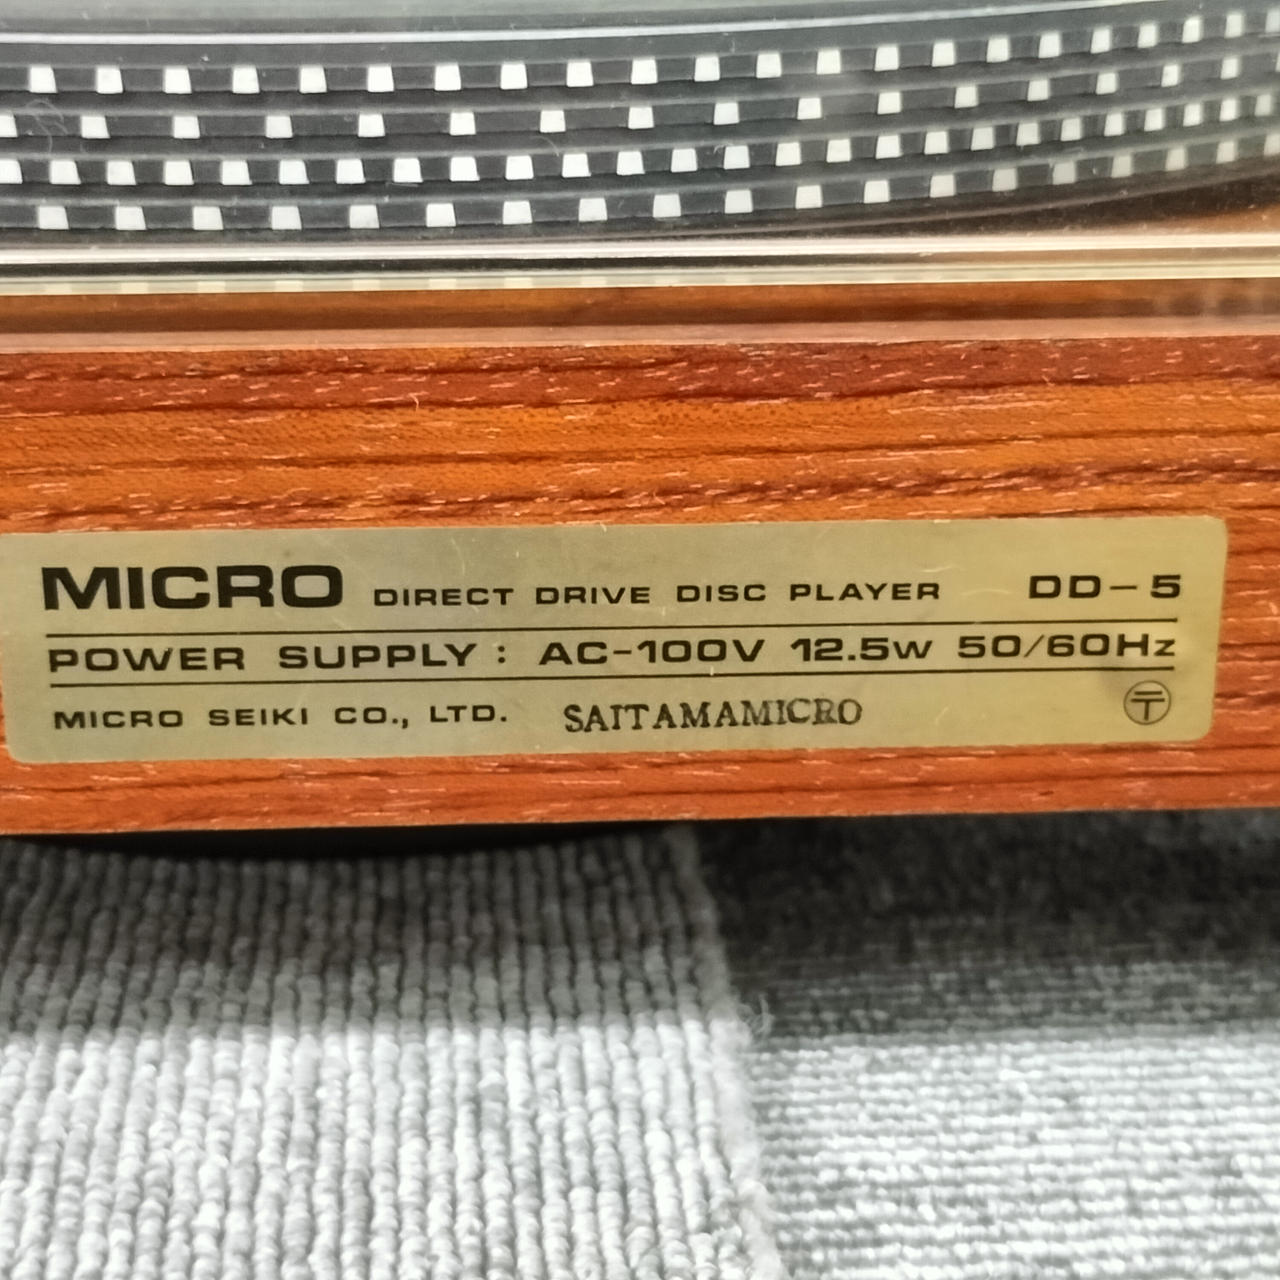 MICRO DIRECT DRIVE DISC PLAYER DD-5
POWER SUPPLY : AC-100V 12.5W 50/60Hz
MICRO SEIKI CO., LTD. SAITAMAMICRO 〒